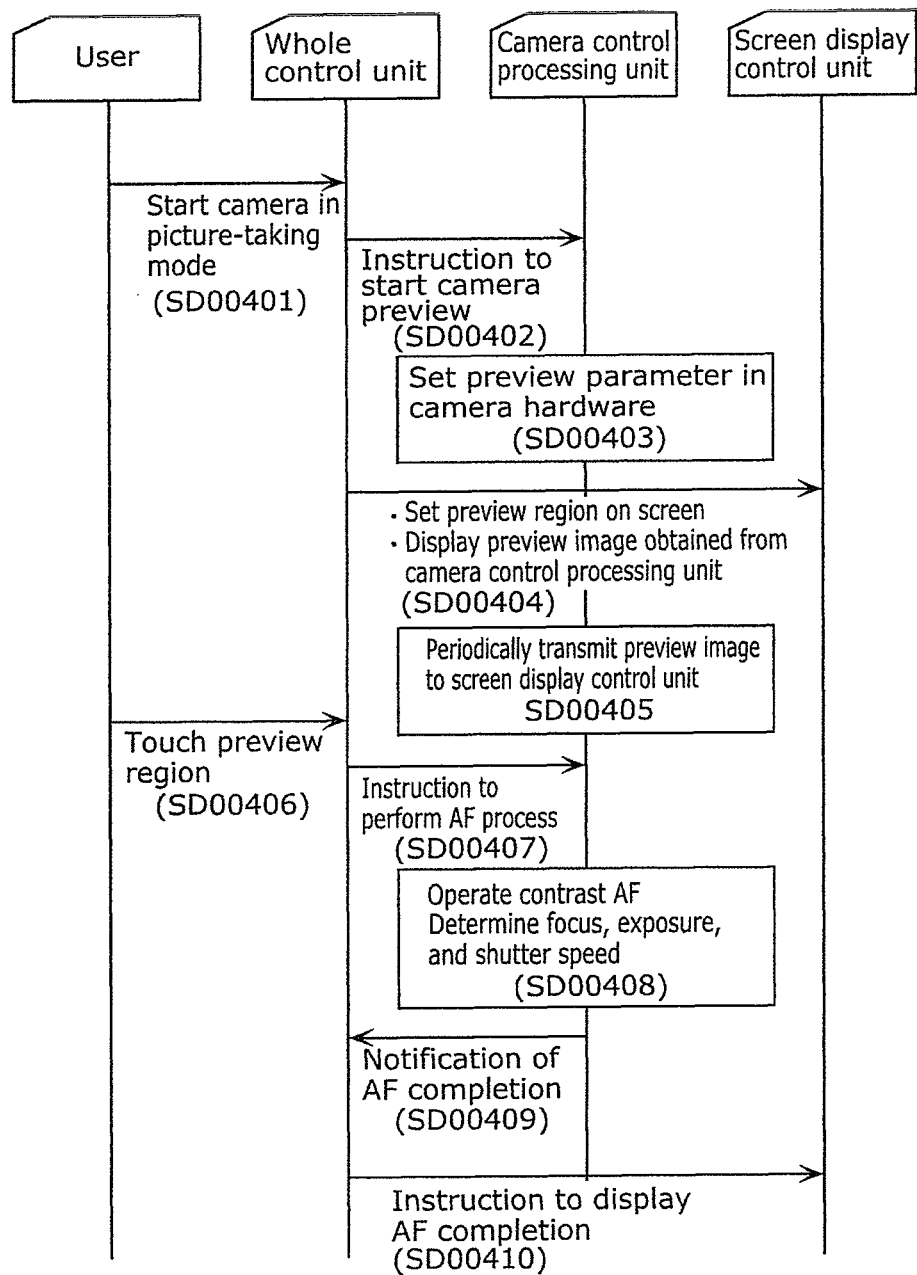 User
Whole
control unit
Camera control
processing unit
Screen display
control unit
Start camera in
picture-taking
mode
(SD00401)
Instruction to
start camera
preview
(SD00402)
Set preview parameter in
camera hardware
(SD00403)
· Set preview region on screen
· Display preview image obtained from
camera control processing unit
(SD00404)
Periodically transmit preview image
to screen display control unit
SD00405
Touch preview
region
(SD00406)
Instruction to
perform AF process
(SD00407)
Operate contrast AF
Determine focus, exposure,
and shutter speed
(SD00408)
Notification of
AF completion
(SD00409)
Instruction to display
AF completion
(SD00410)